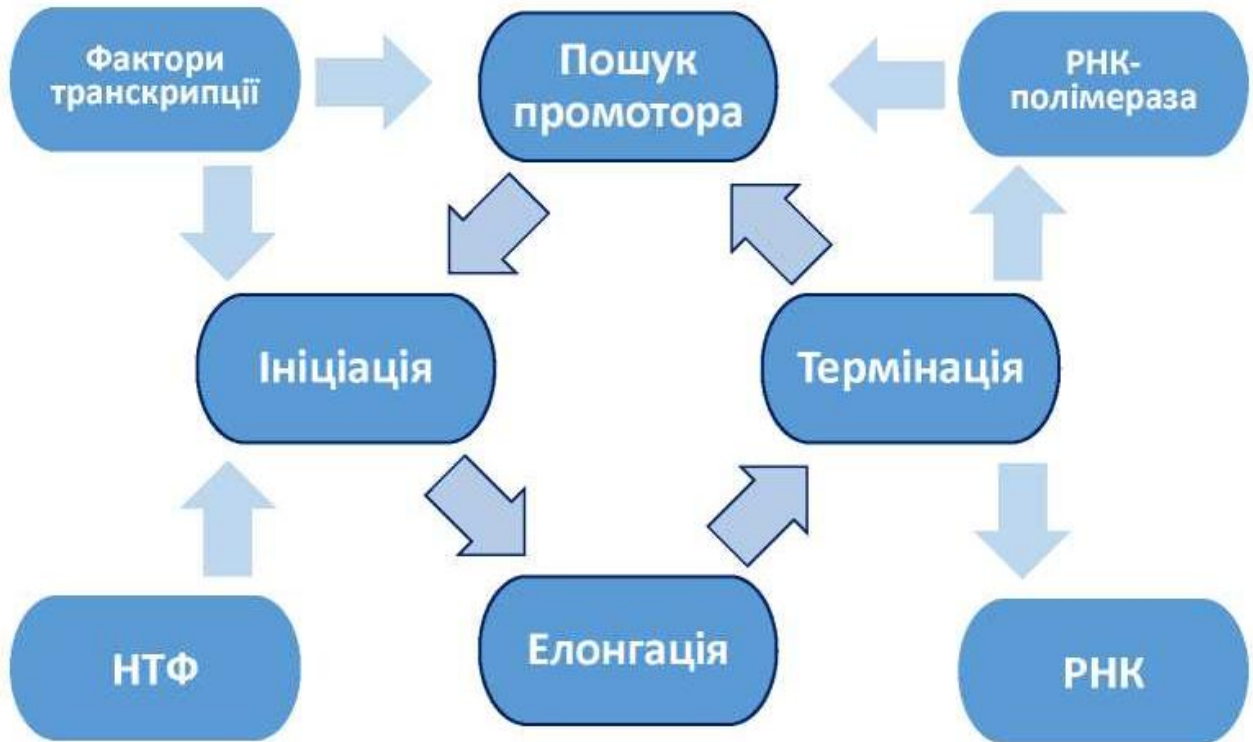 Фактори
транскрипції
Пошук
промотора
РНК-
полімераза
Ініціація
Термінація
НТФ
Елонгація
РНК